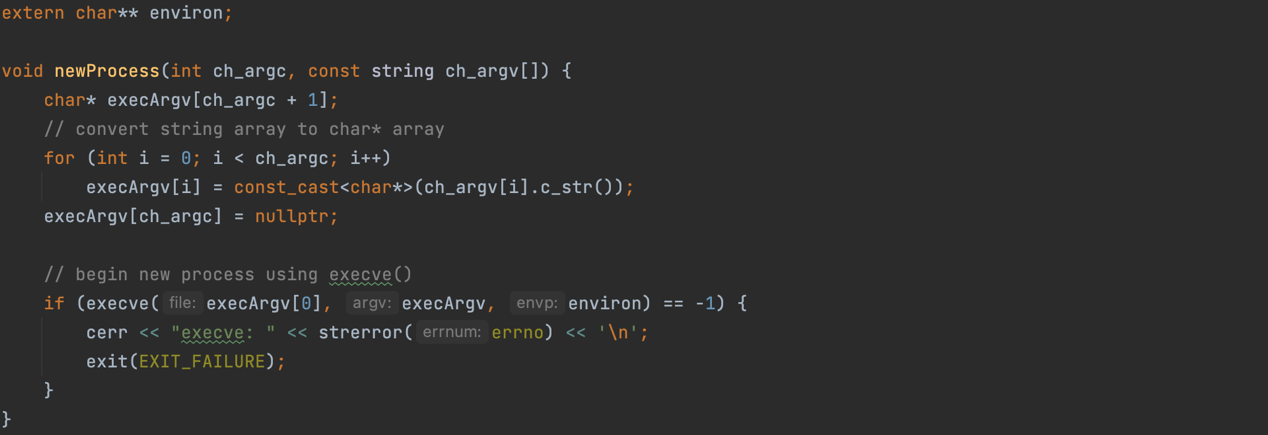 extern char** environ;
void newProcess(int ch_argc, const string ch_argv[]) {
char* execArgv[ch_argc + 1];
// convert string array to char* array
for (int i = 0; i < ch_argc; i++)
execArgv[i] = const_cast<char*>(ch_argv[i].c_str());
execArgv[ch_argc] = nullptr;
// begin new process using execve()
if (execve( file: execArgv[0], argv: execArgv, envp: environ) == -1) {
cerr << "execve: " << strerror( errnum: errno) << '\n';
exit(EXIT_FAILURE);
}
}